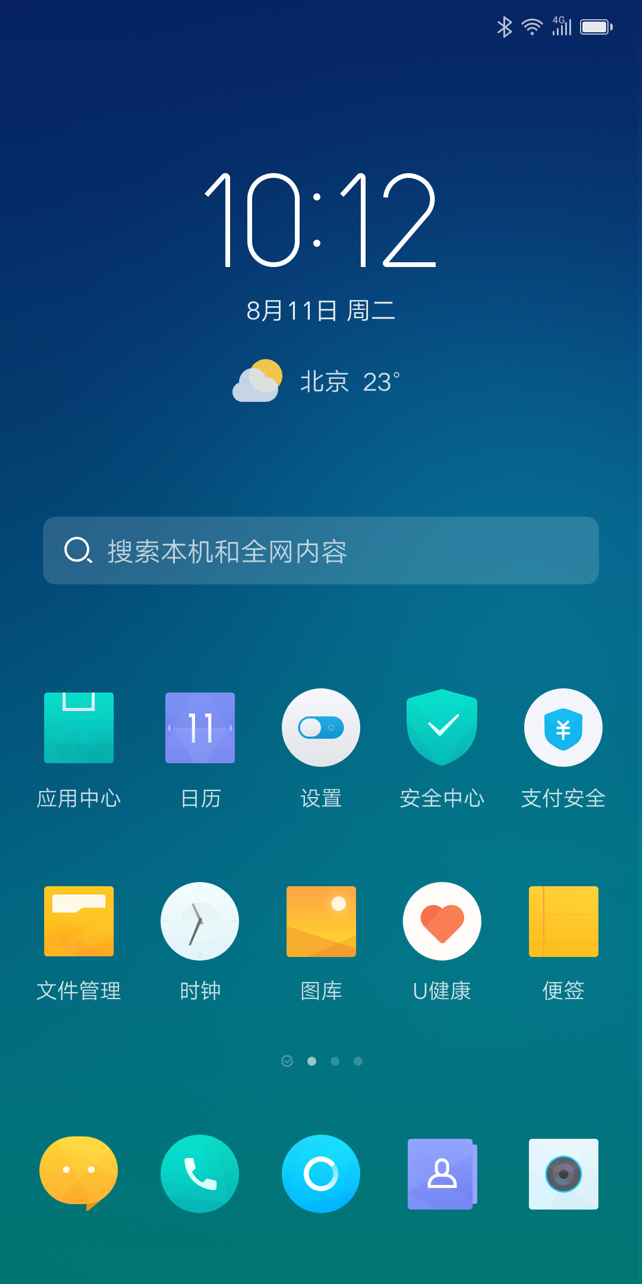 4G
10:12
8月11日 周二
北京 23°
搜索本机和全网内容
11
¥
应用中心 日历 设置 安全中心 支付安全
文件管理 时钟 图库 U健康 便签